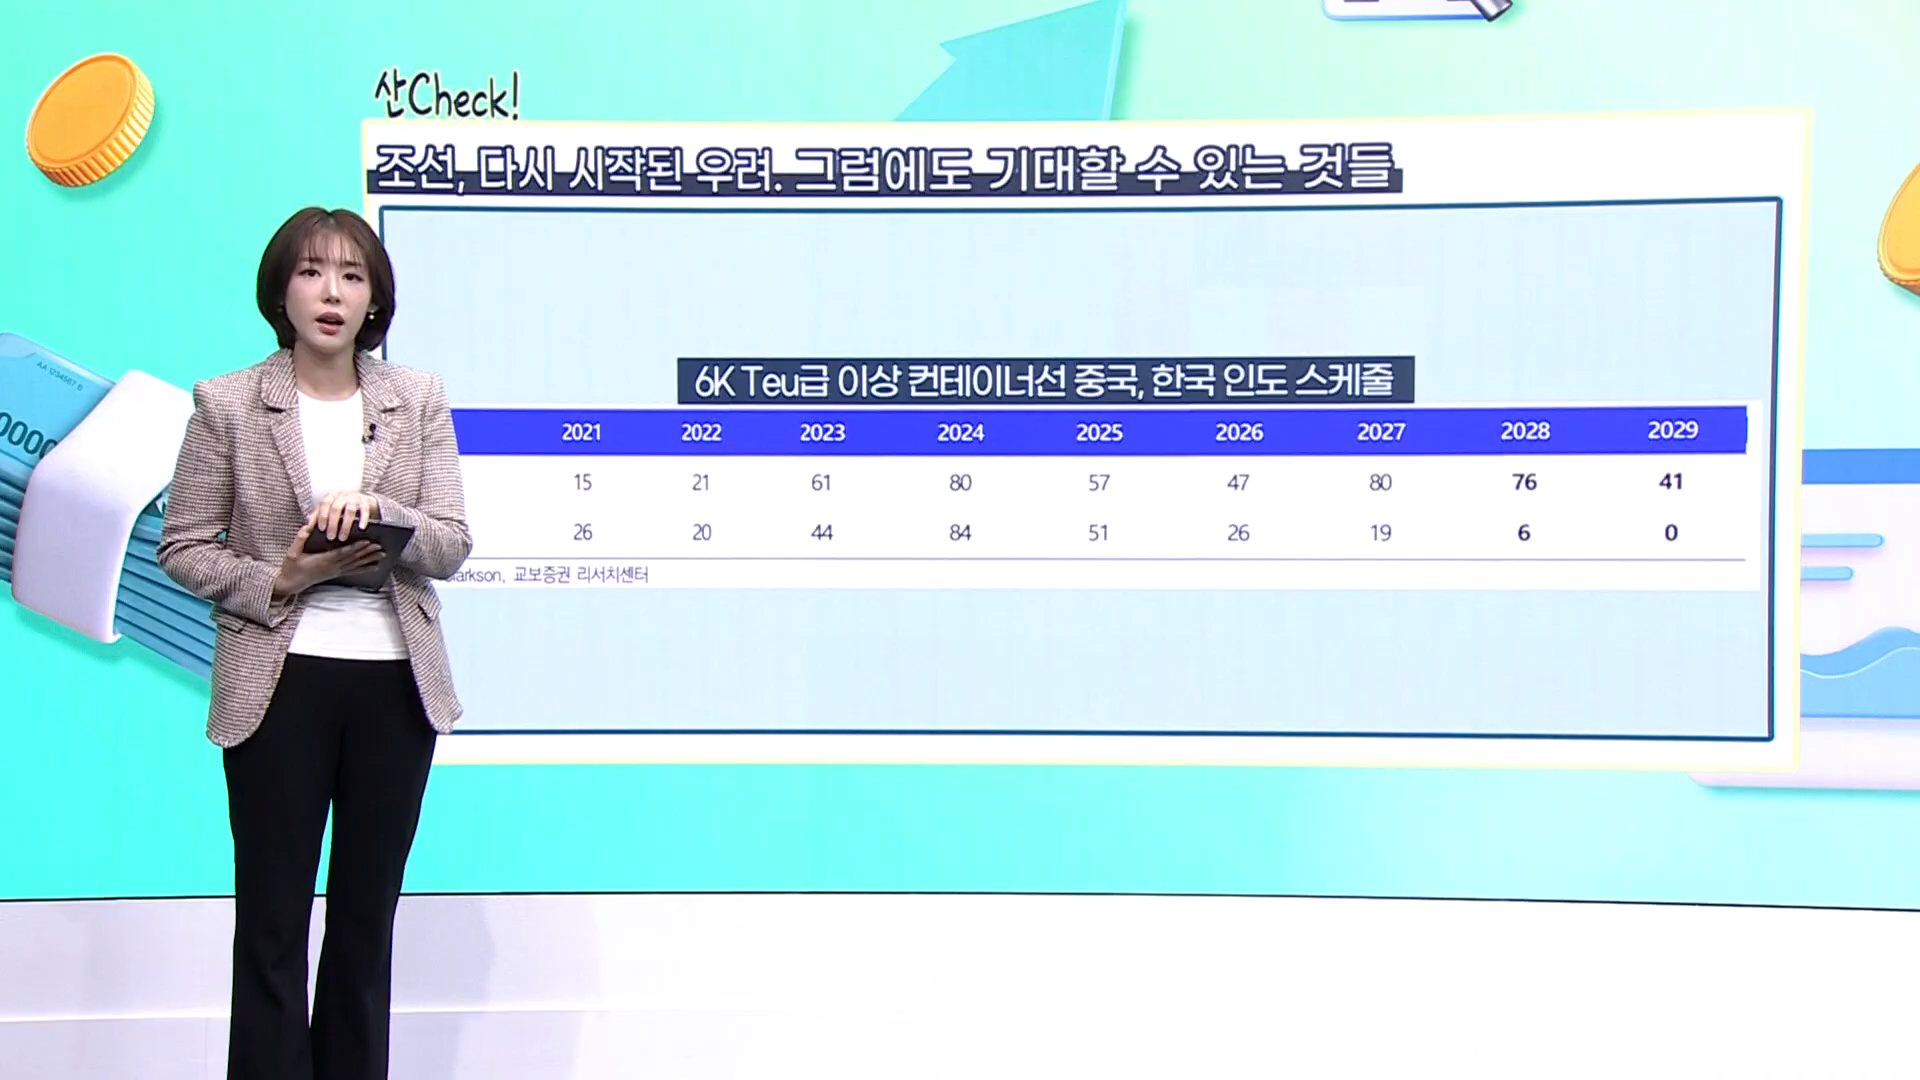 산Check!
조선, 다시 시작된 우려. 그럼에도 기대할 수 있는 것들
6K Teu급 이상 컨테이너선 중국, 한국 인도 스케줄
2021 2022 2023 2024 2025 2026 2027 2028 2029
15 21 61 80 57 47 80 76 41
26 20 44 84 51 26 19 6 0
교보증권 리서치센터
AA 1234567 B